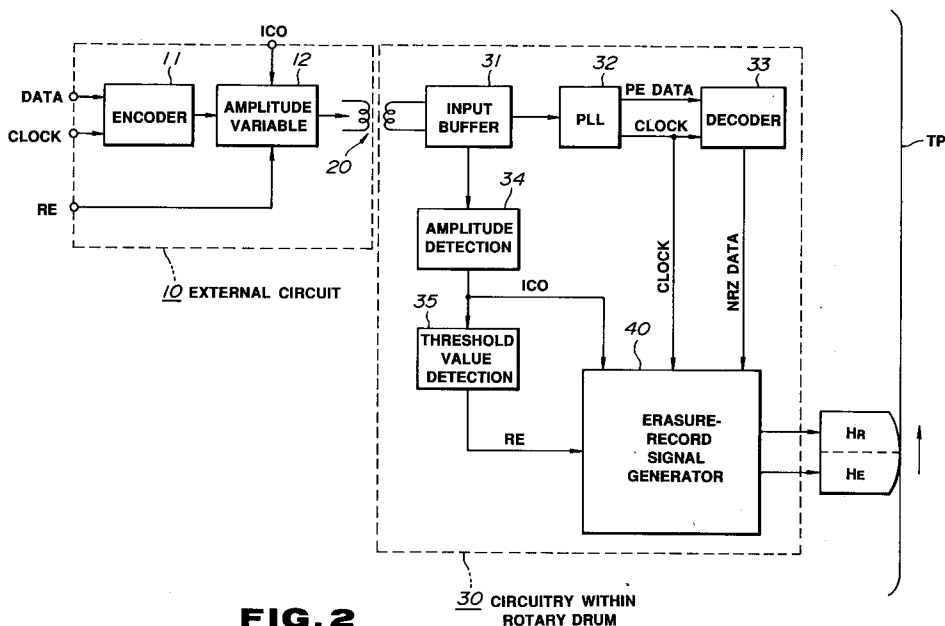 ICO
11
12
31
32
33
DATA
CLOCK
ENCODER
AMPLITUDE
VARIABLE
20
INPUT
BUFFER
PLL
PE DATA
CLOCK
DECODER
TP
RE
34
AMPLITUDE
DETECTION
10 EXTERNAL CIRCUIT
ICO
CLOCK
NRZ DATA
35
THRESHOLD
VALUE
DETECTION
40
ERASURE-
RECORD
SIGNAL
GENERATOR
RE
HR
HE
30 CIRCUITRY WITHIN
ROTARY DRUM
FIG. 2